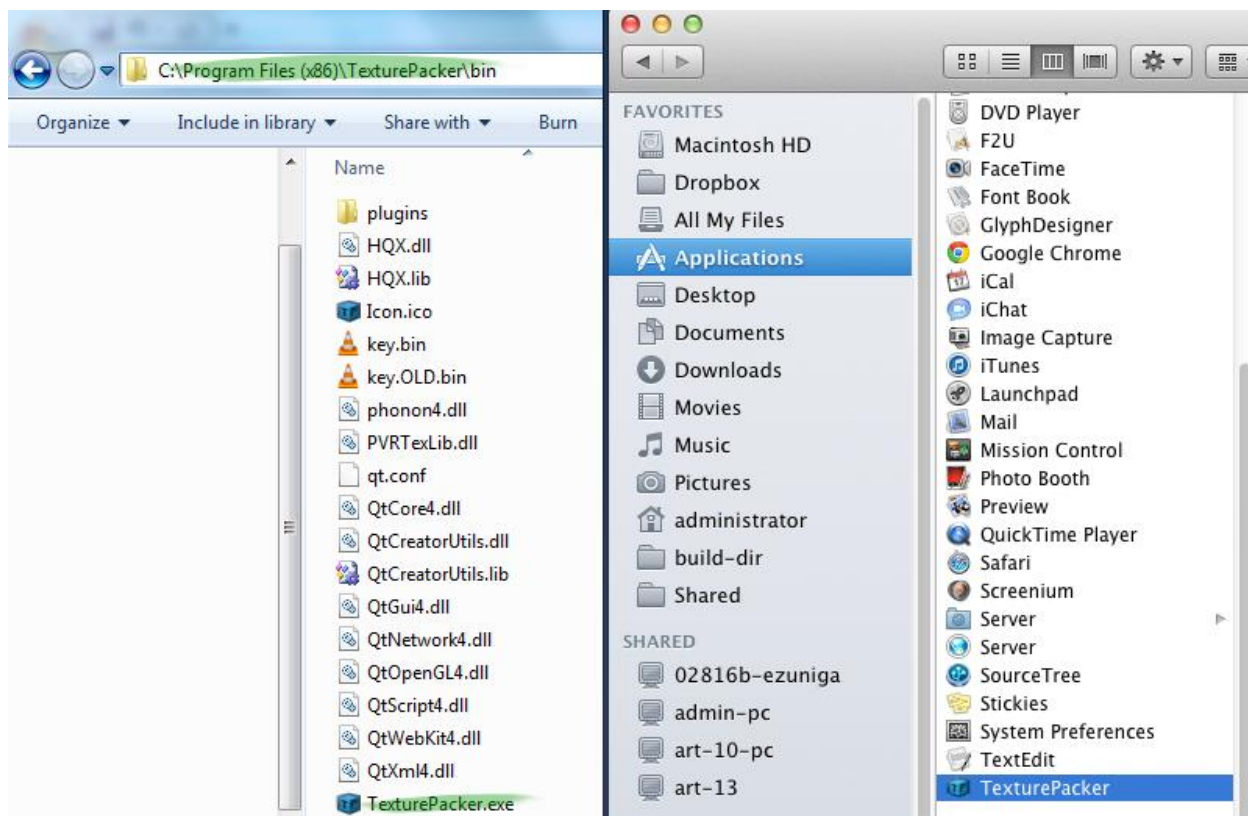 C:\Program Files (x86)\TexturePacker\bin
Organize
Include in library
Share with
Burn
Name
plugins
HQX.dll
HQX.lib
Icon.ico
key.bin
key.OLD.bin
phonon4.dll
PVRTexLib.dll
qt.conf
QtCore4.dll
QtCreatorUtils.dll
QtCreatorUtils.lib
QtGui4.dll
QtNetwork4.dll
QtOpenGL4.dll
QtScript4.dll
QtWebKit4.dll
QtXml4.dll
TexturePacker.exe
FAVORITES
Macintosh HD
Dropbox
All My Files
Applications
Desktop
Documents
Downloads
Movies
Music
Pictures
administrator
build-dir
Shared
SHARED
02816b-ezuniga
admin-pc
art-10-pc
art-13
DVD Player
F2U
FaceTime
Font Book
GlyphDesigner
Google Chrome
iCal
iChat
Image Capture
iTunes
Launchpad
Mail
Mission Control
Photo Booth
Preview
QuickTime Player
Safari
Screenium
Server
Server
SourceTree
Stickies
System Preferences
TextEdit
TexturePacker